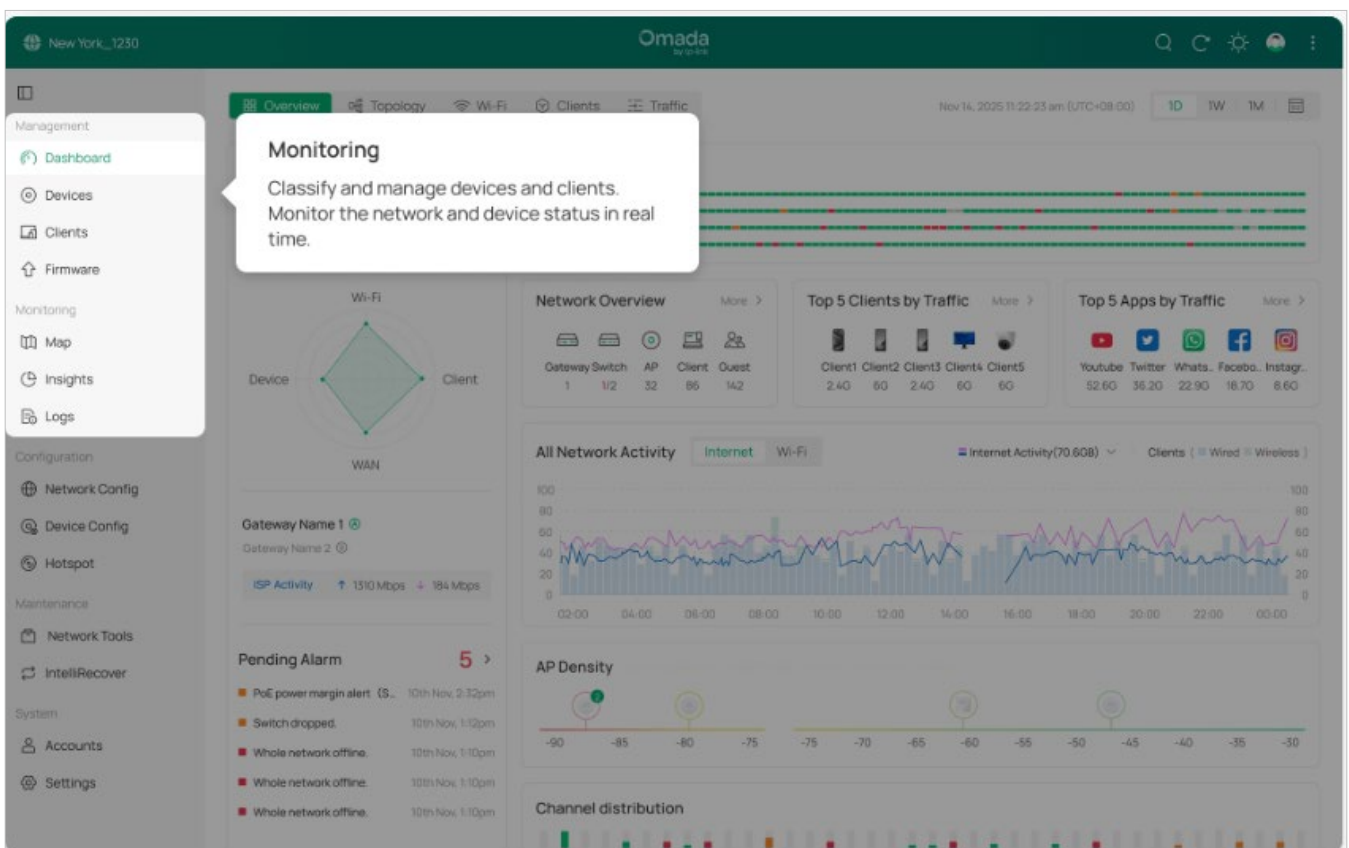 New York_1230
Omada
by tp-link
Management
Dashboard
Devices
Clients
Firmware
Monitoring
Map
Insights
Logs
Configuration
Network Config
Device Config
Hotspot
Maintenance
Network Tools
IntelliRecover
System
Accounts
Settings
Overview Topology Wi-Fi Clients Traffic
Nov 14, 2025 11:22:23 am (UTC+08:00) 1D 1W 1M
Monitoring
Classify and manage devices and clients.
Monitor the network and device status in real
time.
Wi-Fi
Device
Client
WAN
Gateway Name 1
Gateway Name 2
ISP Activity 1310 Mbps 184 Mbps
Pending Alarm 5
PoE power margin alert (S... 10th Nov, 2:32pm
Switch dropped. 10th Nov, 1:12pm
Whole network offline. 10th Nov, 1:10pm
Whole network offline. 10th Nov, 1:10pm
Whole network offline. 10th Nov, 1:10pm
Network Overview More
Gateway Switch AP Client Guest
1 1/2 32 86 142
Top 5 Clients by Traffic More
Client1 Client2 Client3 Client4 Client5
2.4G 6G 2.4G 6G 6G
Top 5 Apps by Traffic More
Youtube Twitter Whats.. Facebo.. Instagr..
52.6G 36.2G 22.9G 18.7G 8.6G
All Network Activity Internet Wi-Fi
Internet Activity(70.6GB) Clients ( Wired Wireless )
100 100
80 80
60 60
40 40
20 20
0 0
02:00 04:00 06:00 08:00 10:00 12:00 14:00 16:00 18:00 20:00 22:00 00:00
AP Density
2
-90 -85 -80 -75 -75 -70 -65 -60 -55 -50 -45 -40 -35 -30
Channel distribution